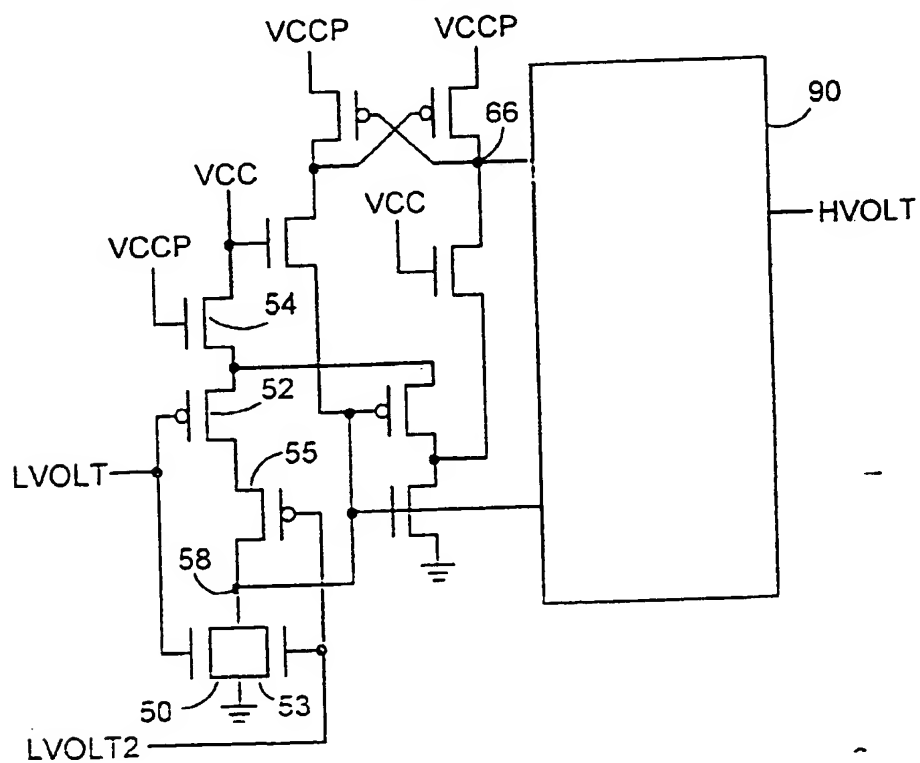 VCCP
VCCP
90
66
VCC
VCC
HVOLT
VCCP
54
52
LVOLT
55
58
50
53
LVOLT2